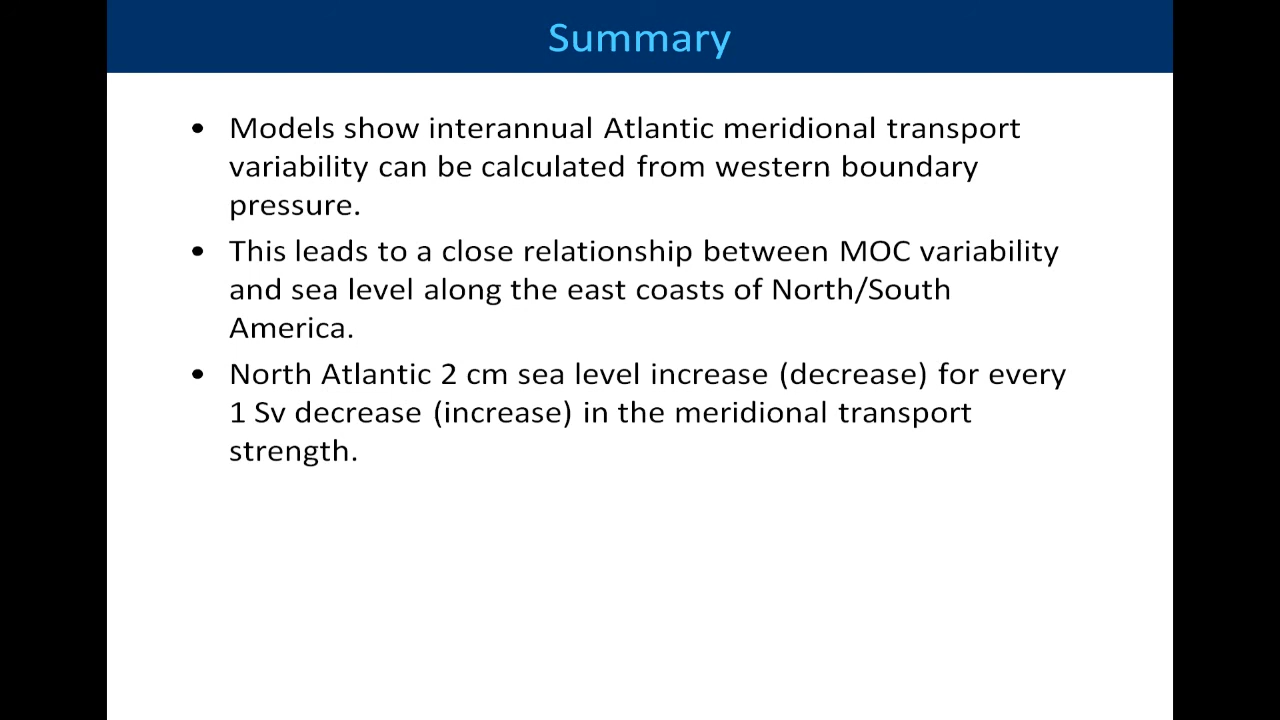 Summary
• Models show interannual Atlantic meridional transport
variability can be calculated from western boundary
pressure.
• This leads to a close relationship between MOC variability
and sea level along the east coasts of North/South
America.
• North Atlantic 2 cm sea level increase (decrease) for every
1 Sv decrease (increase) in the meridional transport
strength.